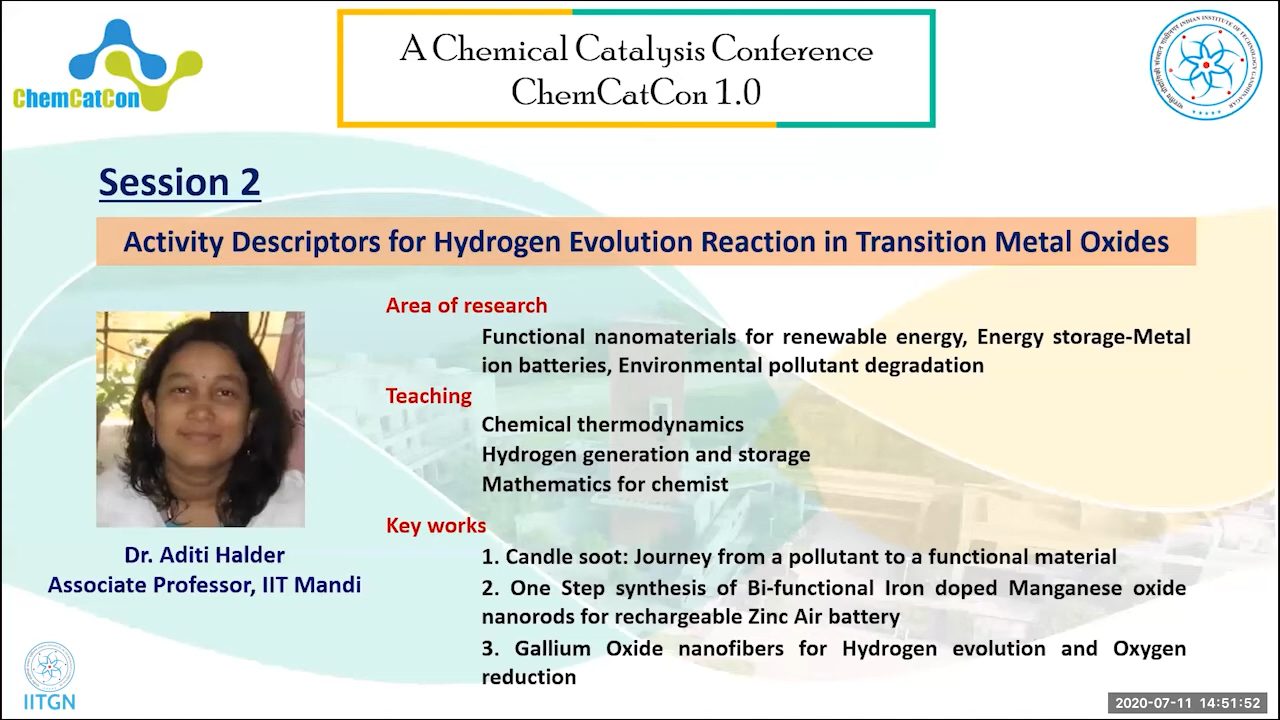 ChemCatCon
A Chemical Catalysis Conference
ChemCatCon 1.0
Session 2
Activity Descriptors for Hydrogen Evolution Reaction in Transition Metal Oxides
Area of research
Functional nanomaterials for renewable energy, Energy storage-Metal
ion batteries, Environmental pollutant degradation
Teaching
Chemical thermodynamics
Hydrogen generation and storage
Mathematics for chemist
Key works
1. Candle soot: Journey from a pollutant to a functional material
2. One Step synthesis of Bi-functional Iron doped Manganese oxide
nanorods for rechargeable Zinc Air battery
3. Gallium Oxide nanofibers for Hydrogen evolution and Oxygen
reduction
Dr. Aditi Halder
Associate Professor, IIT Mandi
IITGN
2020-07-11 14:51:52